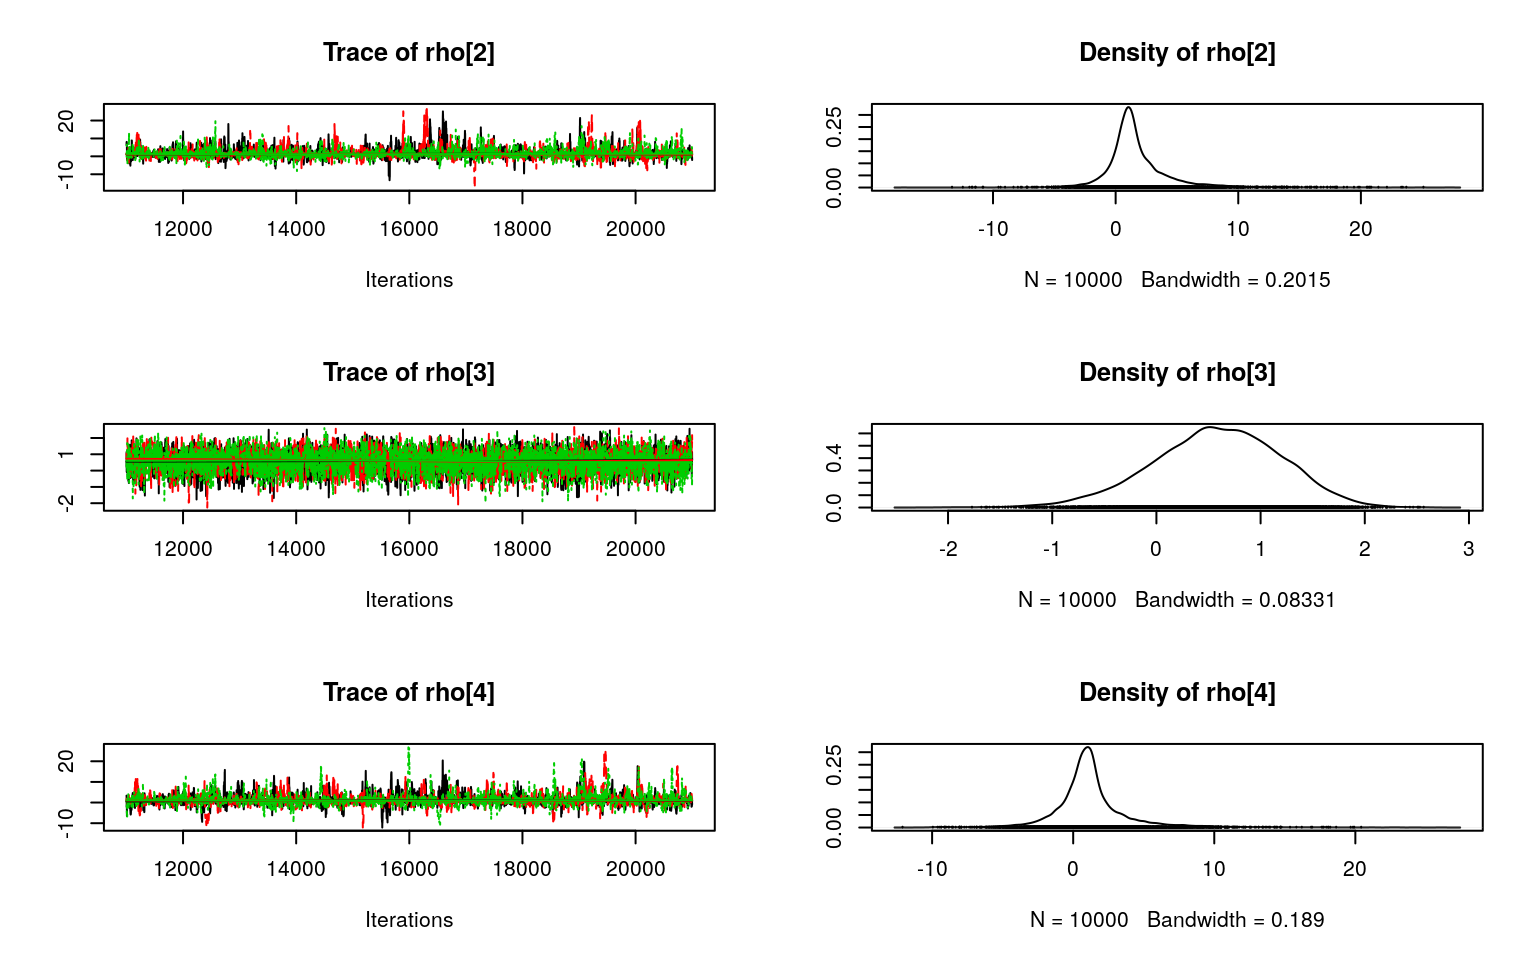 Trace of rho[2]
20
-10
12000 14000 16000 18000 20000
Iterations
Density of rho[2]
0.25
0.00
-10 0 10 20
N = 10000 Bandwidth = 0.2015
Trace of rho[3]
1
-2
12000 14000 16000 18000 20000
Iterations
Density of rho[3]
0.4
0.0
-2 -1 0 1 2 3
N = 10000 Bandwidth = 0.08331
Trace of rho[4]
20
-10
12000 14000 16000 18000 20000
Iterations
Density of rho[4]
0.25
0.00
-10 0 10 20
N = 10000 Bandwidth = 0.189